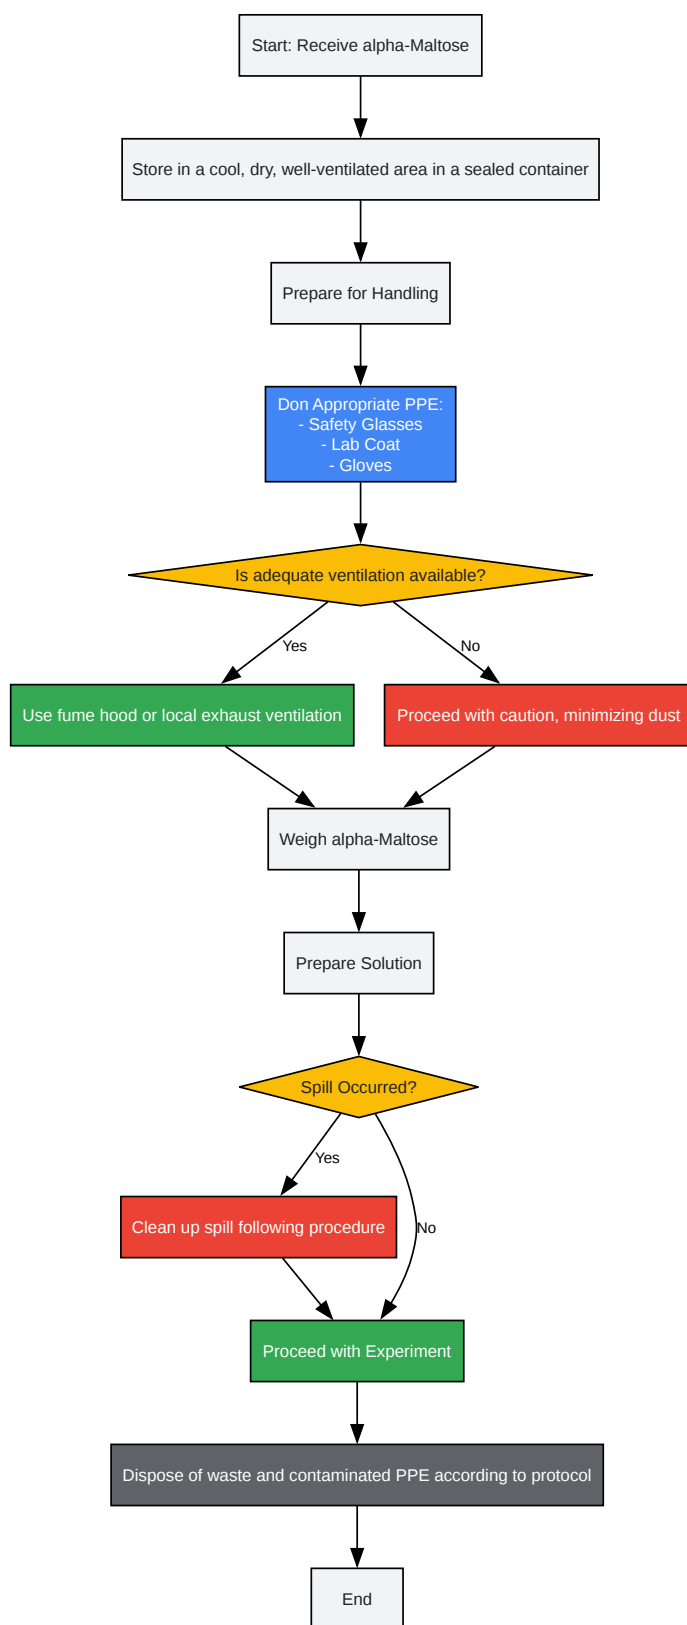 Start: Receive alpha-Maltose
Store in a cool, dry, well-ventilated area in a sealed container
Prepare for Handling
Don Appropriate PPE:
- Safety Glasses
- Lab Coat
- Gloves
Is adequate ventilation available?
Yes
No
Use fume hood or local exhaust ventilation
Proceed with caution, minimizing dust
Weigh alpha-Maltose
Prepare Solution
Spill Occurred?
Yes
Clean up spill following procedure
No
Proceed with Experiment
Dispose of waste and contaminated PPE according to protocol
End